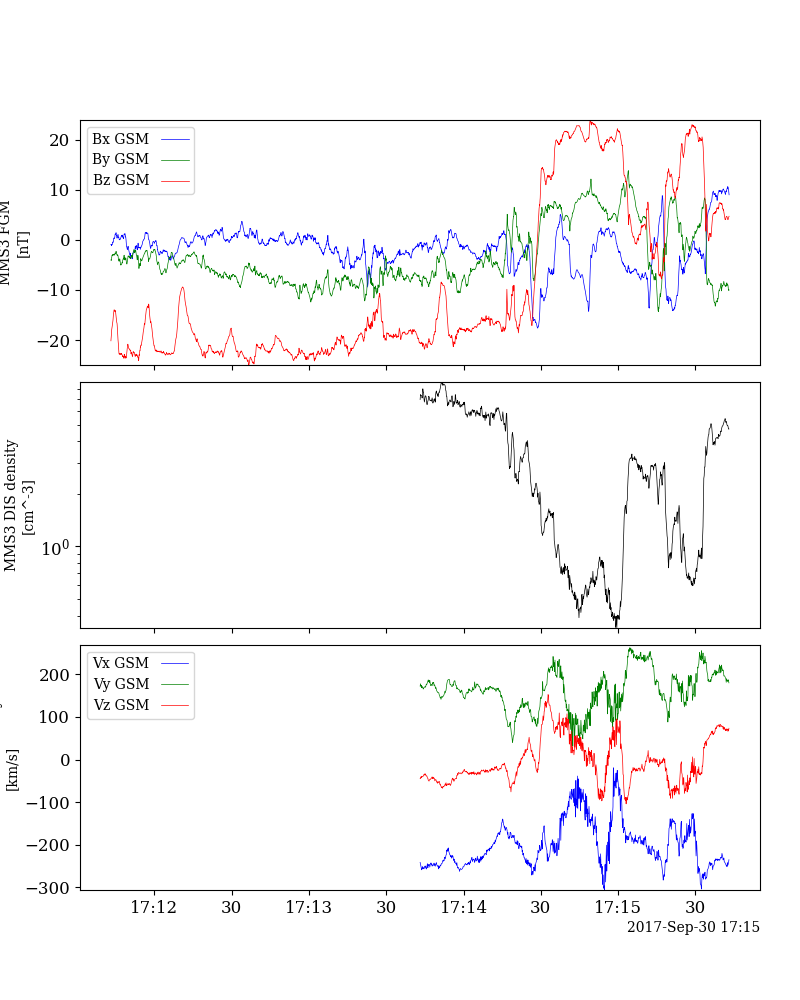 20
10
0
−10
−20
MMS3 FGM
[nT]
Bx GSM
By GSM
Bz GSM
10^0
MMS3 DIS density
[cm^-3]
200
100
0
−100
−200
−300
[km/s]
Vx GSM
Vy GSM
Vz GSM
17:12 30 17:13 30 17:14 30 17:15 30
2017-Sep-30 17:15